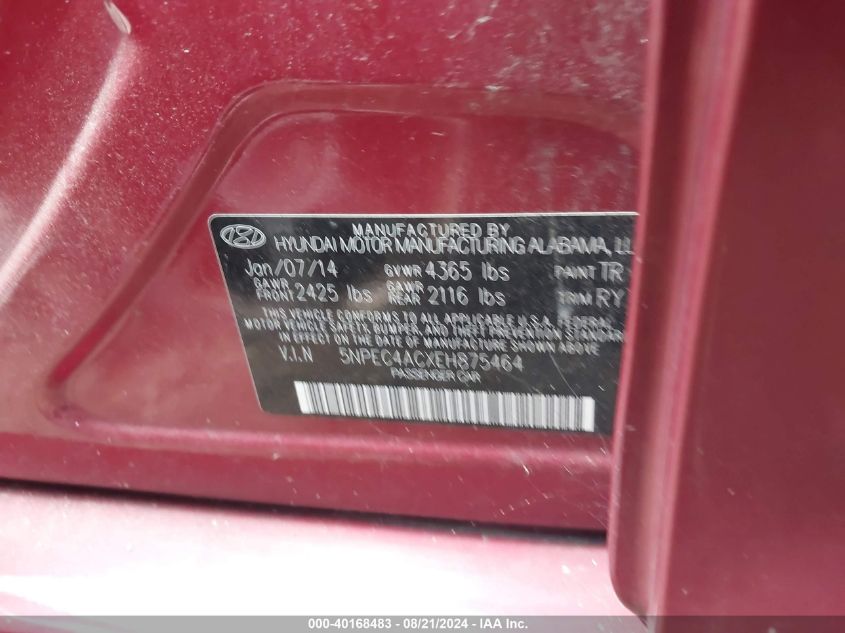 MANUFACTURED BY
HYUNDAI MOTOR MANUFACTURING ALABAMA, LL
Jan/07/14 GVWR 4365 lbs PAINT TR
GAWR FRONT 2425 lbs GAWR REAR 2116 lbs TRIM RY
THIS VEHICLE CONFORMS TO ALL APPLICABLE U.S.A. FEDERAL
MOTOR VEHICLE SAFETY, BUMPER, AND THEFT PREVENTION STANDARDS
IN EFFECT ON THE DATE OF MANUFACTURE SHOWN ABOVE.
V.I.N 5NPEC4ACXEH875464
PASSENGER CAR
000-40168483 - 08/21/2024 - IAA Inc.